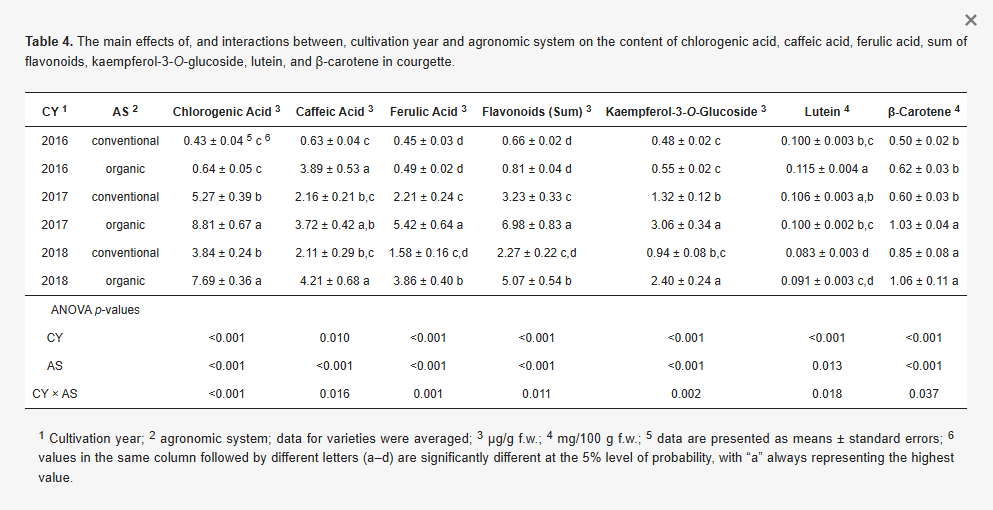 ×
Table 4. The main effects of, and interactions between, cultivation year and agronomic system on the content of chlorogenic acid, caffeic acid, ferulic acid, sum of
flavonoids, kaempferol-3-O-glucoside, lutein, and β-carotene in courgette.
CY 1 AS 2 Chlorogenic Acid 3 Caffeic Acid 3 Ferulic Acid 3 Flavonoids (Sum) 3 Kaempferol-3-O-Glucoside 3 Lutein 4 β-Carotene 4
2016 conventional 0.43 ± 0.04 5 c 6 0.63 ± 0.04 c 0.45 ± 0.03 d 0.66 ± 0.02 d 0.48 ± 0.02 c 0.100 ± 0.003 b,c 0.50 ± 0.02 b
2016 organic 0.64 ± 0.05 c 3.89 ± 0.53 a 0.49 ± 0.02 d 0.81 ± 0.04 d 0.55 ± 0.02 c 0.115 ± 0.004 a 0.62 ± 0.03 b
2017 conventional 5.27 ± 0.39 b 2.16 ± 0.21 b,c 2.21 ± 0.24 c 3.23 ± 0.33 c 1.32 ± 0.12 b 0.106 ± 0.003 a,b 0.60 ± 0.03 b
2017 organic 8.81 ± 0.67 a 3.72 ± 0.42 a,b 5.42 ± 0.64 a 6.98 ± 0.83 a 3.06 ± 0.34 a 0.100 ± 0.002 b,c 1.03 ± 0.04 a
2018 conventional 3.84 ± 0.24 b 2.11 ± 0.29 b,c 1.58 ± 0.16 c,d 2.27 ± 0.22 c,d 0.94 ± 0.08 b,c 0.083 ± 0.003 d 0.85 ± 0.08 a
2018 organic 7.69 ± 0.36 a 4.21 ± 0.68 a 3.86 ± 0.40 b 5.07 ± 0.54 b 2.40 ± 0.24 a 0.091 ± 0.003 c,d 1.06 ± 0.11 a
ANOVA p-values
CY <0.001 0.010 <0.001 <0.001 <0.001 <0.001 <0.001
AS <0.001 <0.001 <0.001 <0.001 <0.001 0.013 <0.001
CY × AS <0.001 0.016 0.001 0.011 0.002 0.018 0.037
1 Cultivation year; 2 agronomic system; data for varieties were averaged; 3 µg/g f.w.; 4 mg/100 g f.w.; 5 data are presented as means ± standard errors; 6
values in the same column followed by different letters (a–d) are significantly different at the 5% level of probability, with “a” always representing the highest
value.